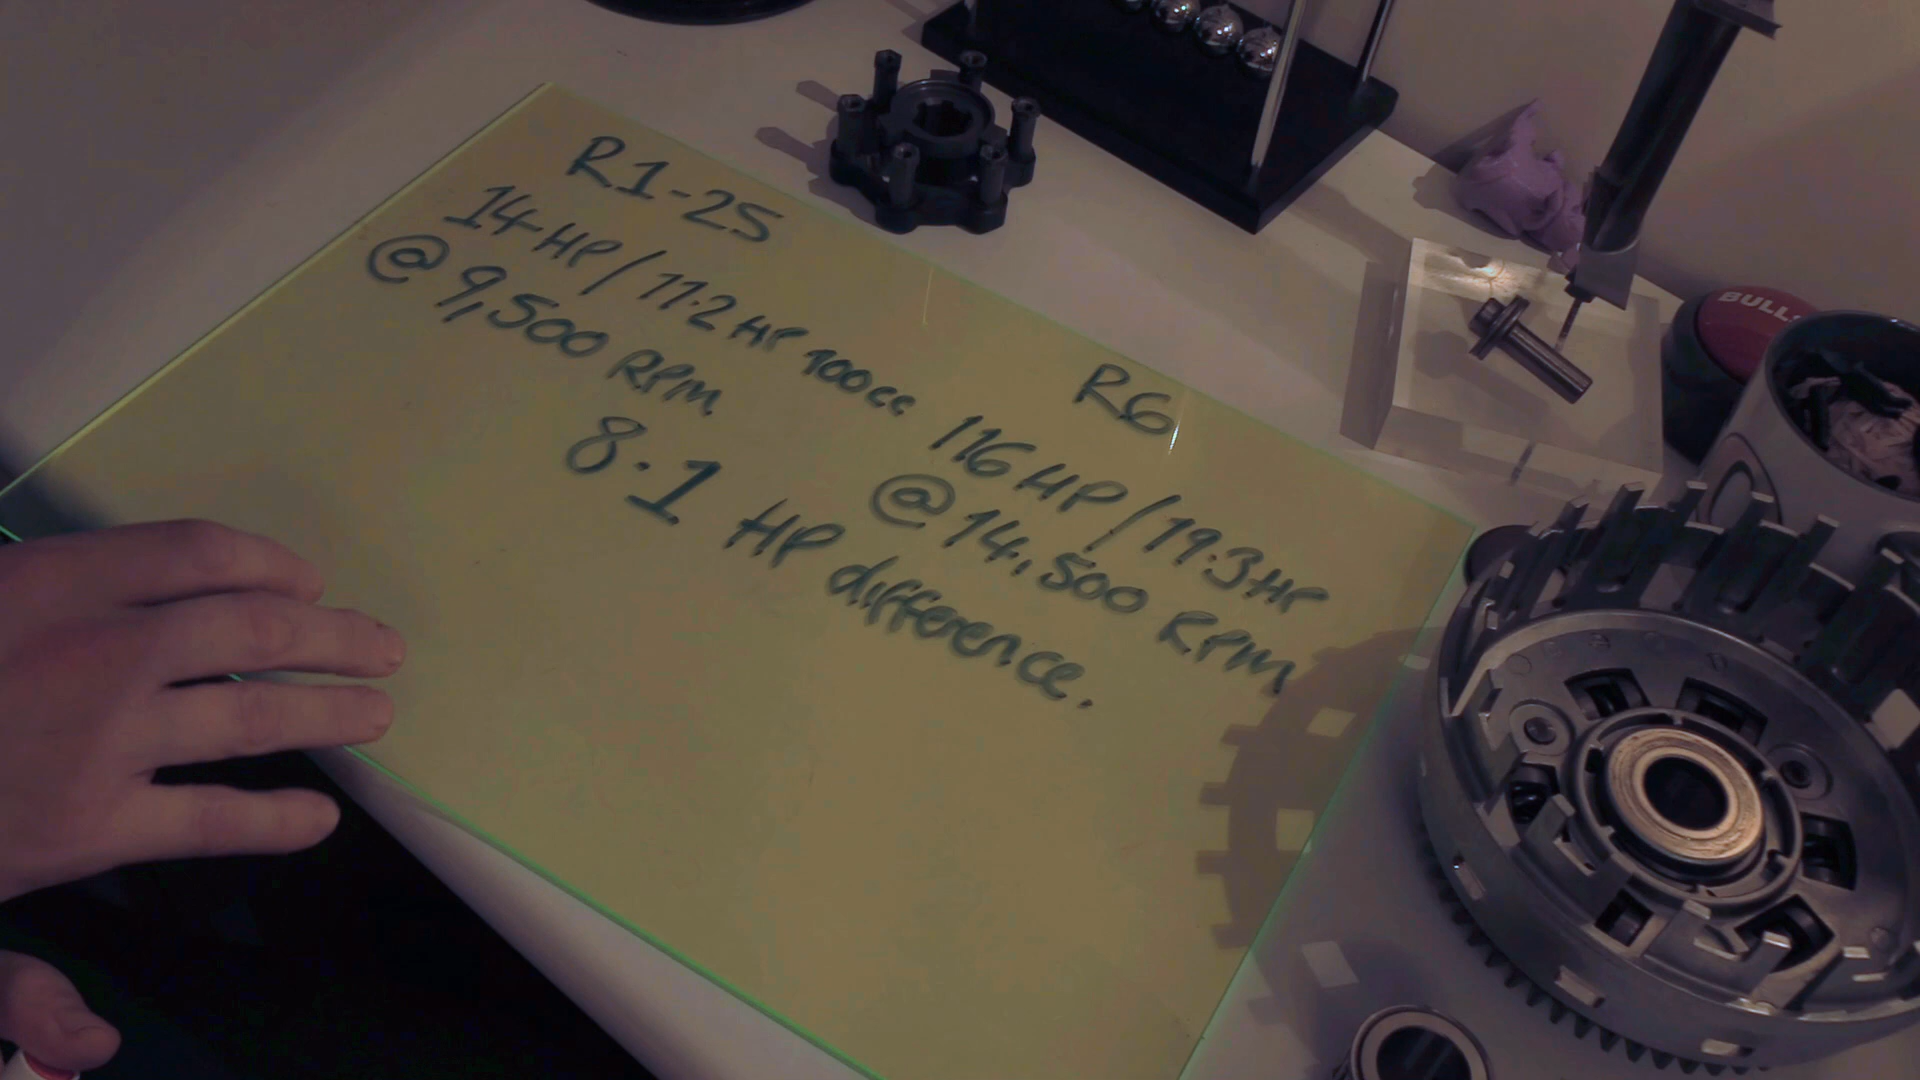 R1-25
14 HP / 11.2 HP 100cc
@ 9,500 RPM
R6
116 HP / 19.3 HP
@ 14,500 RPM
8.1 HP difference.
BULLS